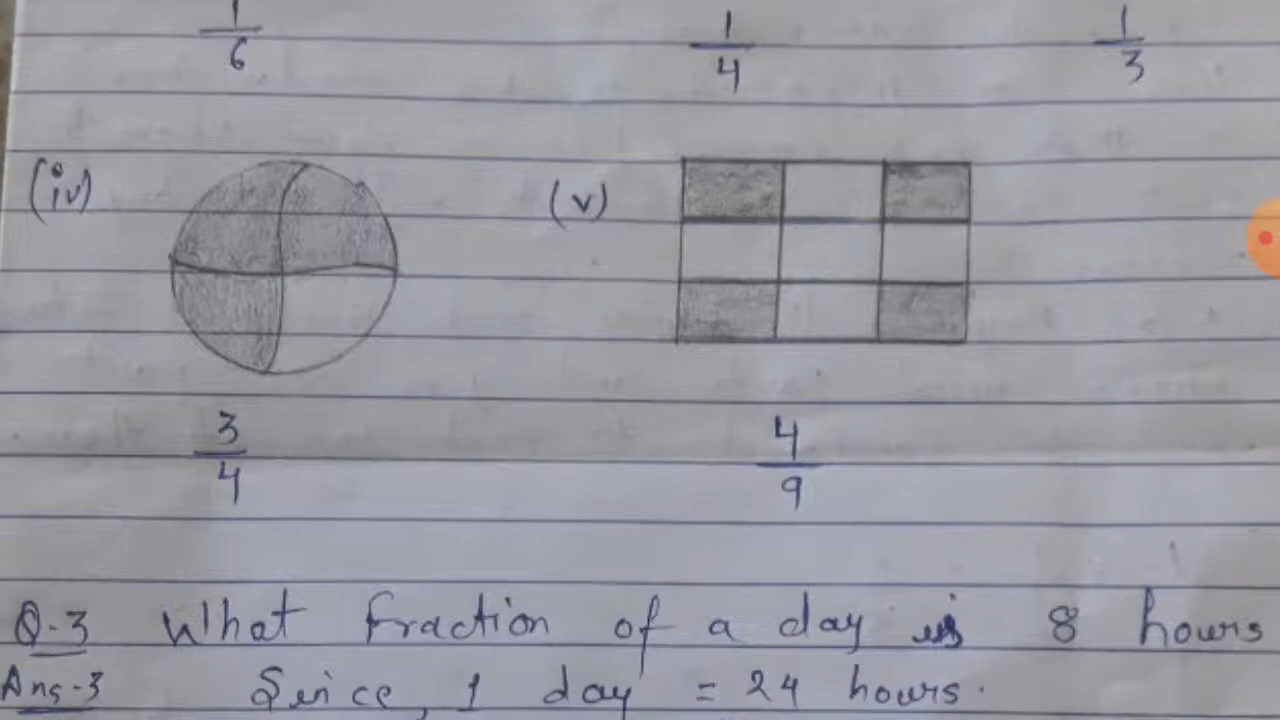 1/6 1/4 1/3
(iv) (v)
3/4 4/9
Q.3 What fraction of a day is 8 hours
Ans-3 Since, 1 day = 24 hours.